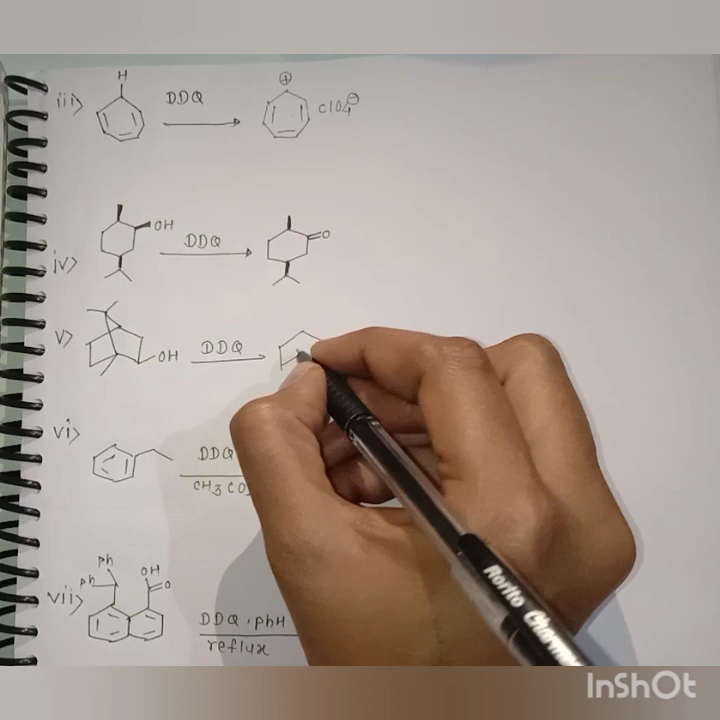 iii>
H
DDQ
⊕
ClO4⊖
iv>
OH
DDQ
O
v>
OH
DDQ
vi>
DDQ
CH3CO
vii>
Ph
Ph
OH
O
DDQ, PhH
reflux
Rorito
InShOt